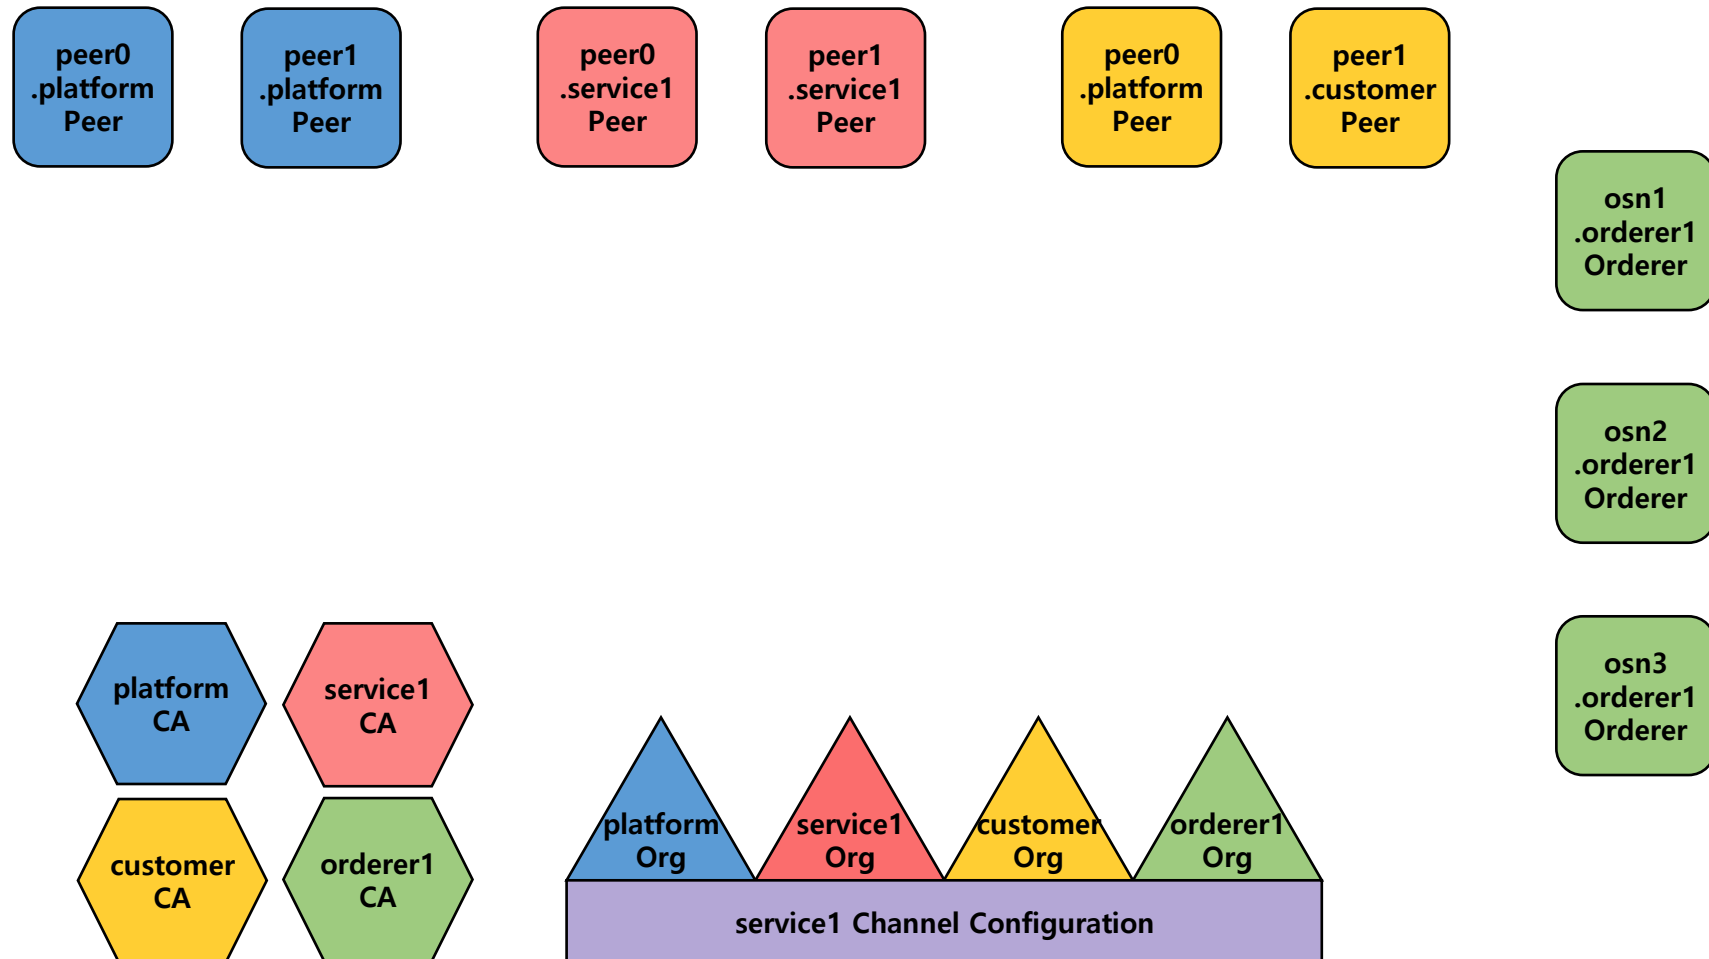 peer0
.platform
Peer
peer1
.platform
Peer
peer0
.service1
Peer
peer1
.service1
Peer
peer0
.platform
Peer
peer1
.customer
Peer
osn1
.orderer1
Orderer
osn2
.orderer1
Orderer
osn3
.orderer1
Orderer
platform
CA
service1
CA
customer
CA
orderer1
CA
platform
Org
service1
Org
customer
Org
orderer1
Org
service1 Channel Configuration